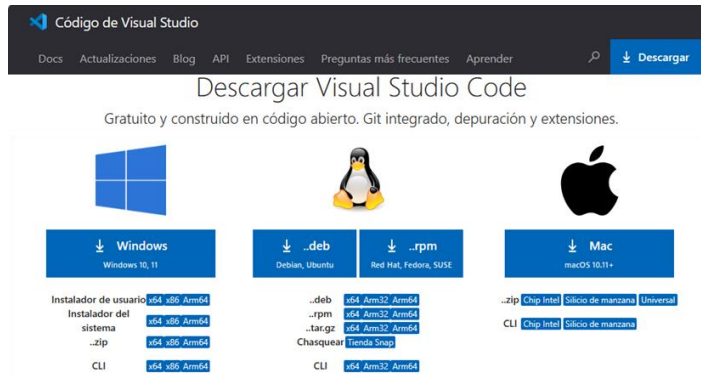 Código de Visual Studio
Docs Actualizaciones Blog API Extensiones Preguntas más frecuentes Aprender Descargar
Descargar Visual Studio Code
Gratuito y construido en código abierto. Git integrado, depuración y extensiones.
Windows
Windows 10, 11
..deb
Debian, Ubuntu
..rpm
Red Hat, Fedora, SUSE
Mac
macOS 10.11+
Instalador de usuario x64 x86 Arm64
Instalador del
sistema x64 x86 Arm64
..zip x64 x86 Arm64
CLI x64 x86 Arm64
..deb x64 Arm32 Arm64
..rpm x64 Arm32 Arm64
..tar.gz x64 Arm32 Arm64
Chasquear Tienda Snap
CLI x64 Arm32 Arm64
..zip Chip Intel Silicio de manzana Universal
CLI Chip Intel Silicio de manzana